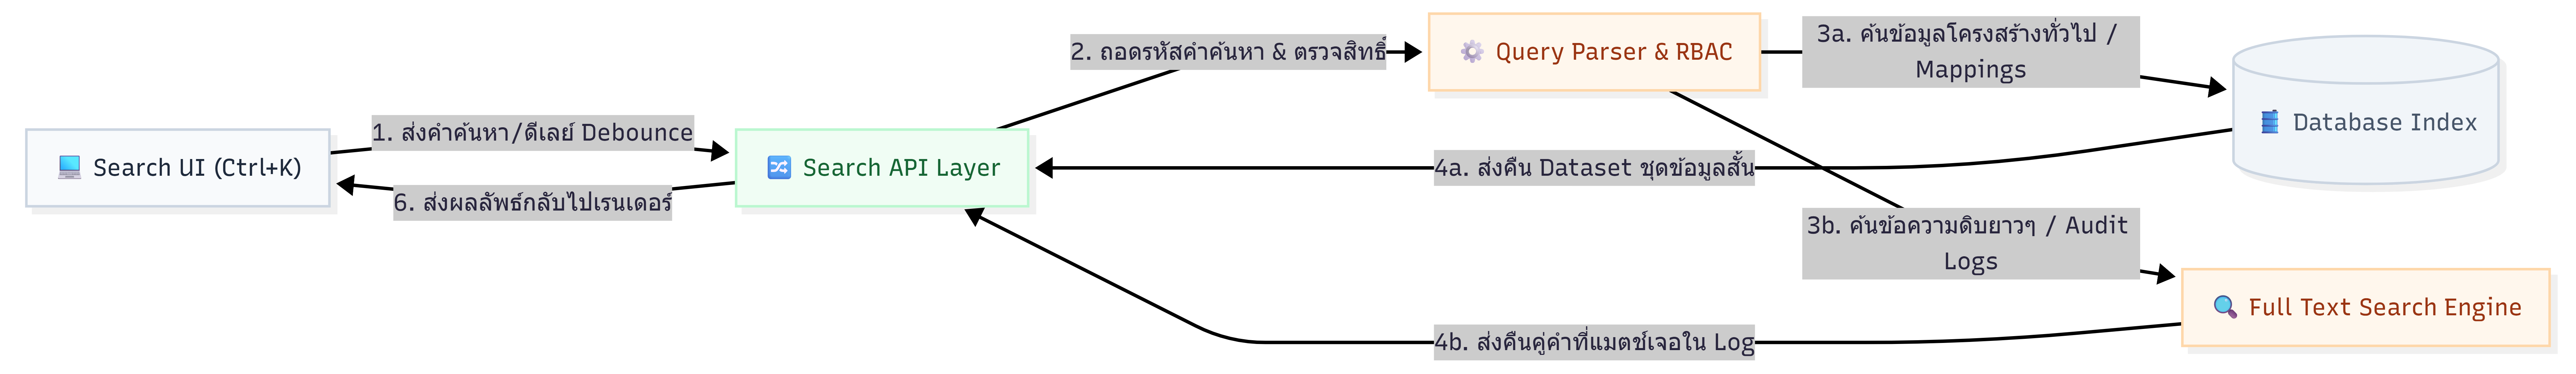 Search UI (Ctrl+K)
1. ส่งคำค้นหา/ดีเลย์ Debounce
6. ส่งผลลัพธ์กลับไปเรนเดอร์
Search API Layer
2. ถอดรหัสคำค้นหา & ตรวจสิทธิ์
Query Parser & RBAC
3a. ค้นข้อมูลโครงสร้างทั่วไป /
Mappings
Database Index
4a. ส่งคืน Dataset ชุดข้อมูลสั้น
3b. ค้นข้อความดิบยาวๆ / Audit
Logs
Full Text Search Engine
4b. ส่งคืนคู่คำที่แมตช์เจอใน Log